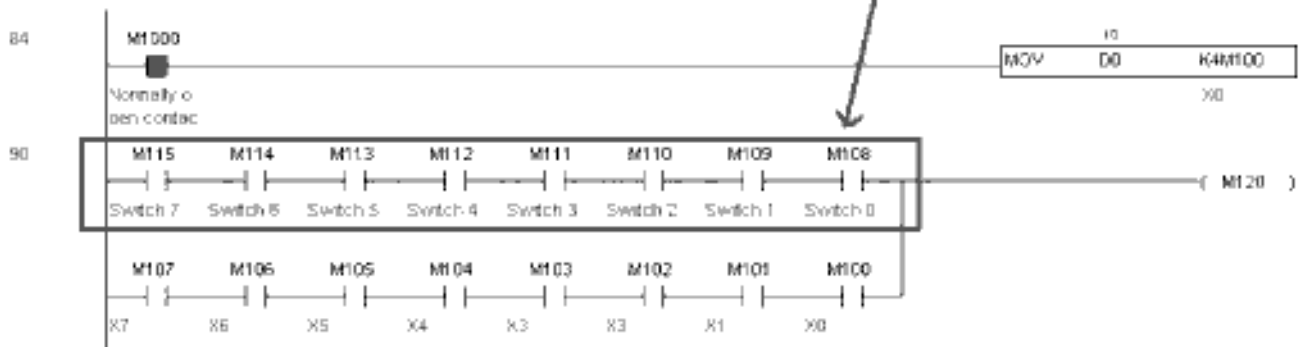 84
M1000
MOV D0 K4M100
Normally o
pen contac
X0
90
M115 M114 M113 M112 M111 M110 M109 M108
( M120 )
Switch 7 Switch 6 Switch 5 Switch 4 Switch 3 Switch 2 Switch 1 Switch 0
M107 M106 M105 M104 M103 M102 M101 M100
X7 X6 X5 X4 X3 X3 X1 X0